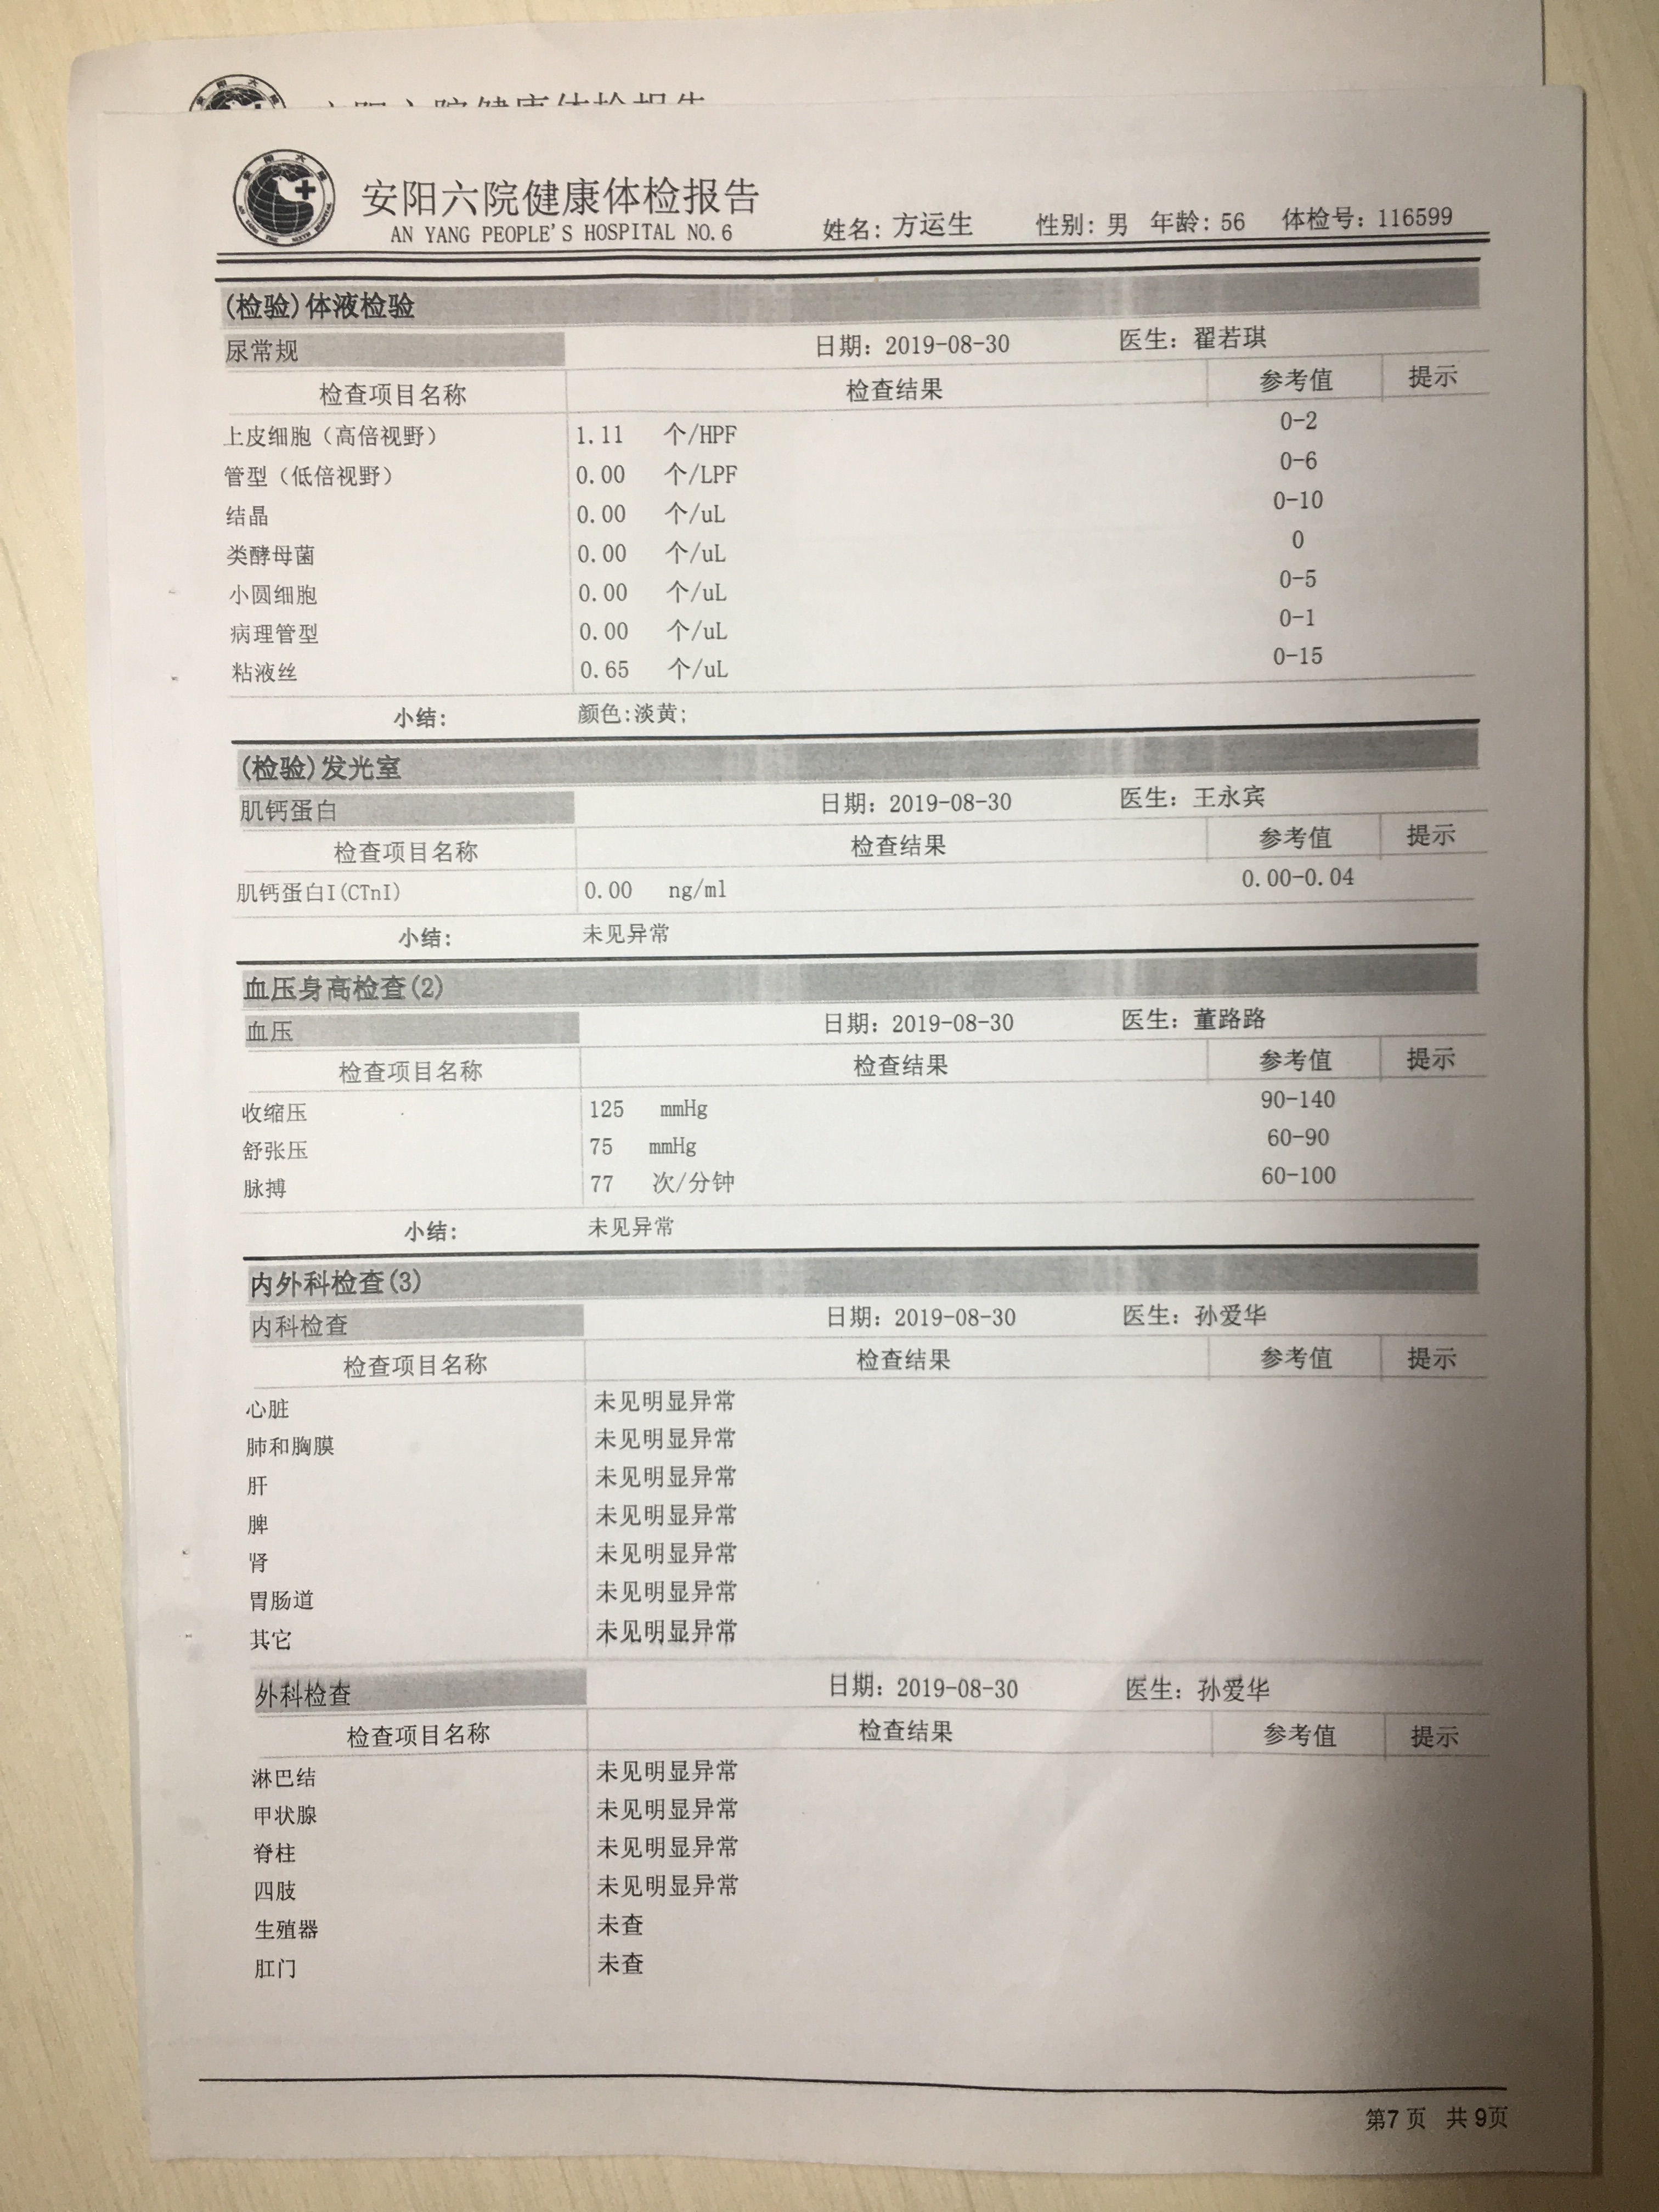 安阳六院健康体检报告
安阳六院健康体检报告
AN YANG PEOPLE'S HOSPITAL NO.6
姓名: 方运生 性别: 男 年龄: 56 体检号: 116599
(检验)体液检验
尿常规 日期: 2019-08-30 医生: 翟若琪
检查项目名称 检查结果 参考值 提示
上皮细胞（高倍视野） 1.11 个/HPF 0-2
管型（低倍视野） 0.00 个/LPF 0-6
结晶 0.00 个/uL 0-10
类酵母菌 0.00 个/uL 0
小圆细胞 0.00 个/uL 0-5
病理管型 0.00 个/uL 0-1
粘液丝 0.65 个/uL 0-15
小结: 颜色:淡黄;
(检验)发光室
肌钙蛋白 日期: 2019-08-30 医生: 王永宾
检查项目名称 检查结果 参考值 提示
肌钙蛋白I(CTnI) 0.00 ng/ml 0.00-0.04
小结: 未见异常
血压身高检查(2)
血压 日期: 2019-08-30 医生: 董路路
检查项目名称 检查结果 参考值 提示
收缩压 125 mmHg 90-140
舒张压 75 mmHg 60-90
脉搏 77 次/分钟 60-100
小结: 未见异常
内外科检查(3)
内科检查 日期: 2019-08-30 医生: 孙爱华
检查项目名称 检查结果 参考值 提示
心脏 未见明显异常
肺和胸膜 未见明显异常
肝 未见明显异常
脾 未见明显异常
肾 未见明显异常
胃肠道 未见明显异常
其它 未见明显异常
外科检查 日期: 2019-08-30 医生: 孙爱华
检查项目名称 检查结果 参考值 提示
淋巴结 未见明显异常
甲状腺 未见明显异常
脊柱 未见明显异常
四肢 未见明显异常
生殖器 未查
肛门 未查
第7页 共9页